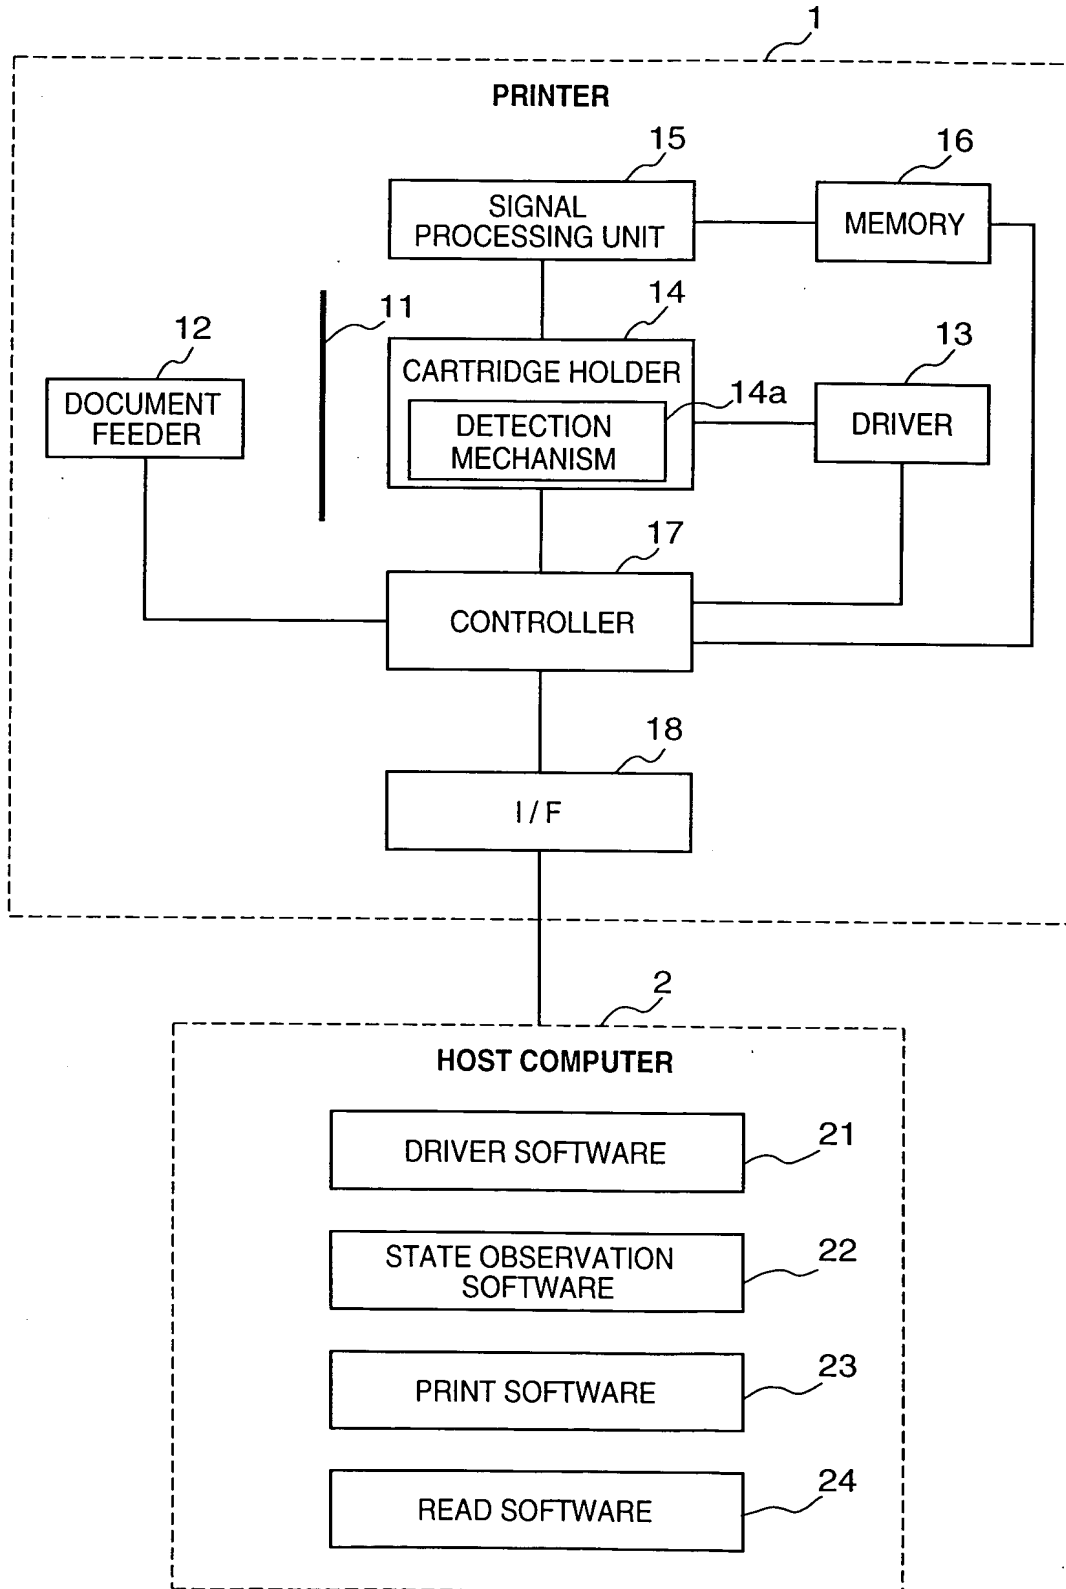 1
PRINTER
15
16
SIGNAL
PROCESSING UNIT
MEMORY
11
14
12
13
CARTRIDGE HOLDER
14a
DOCUMENT
FEEDER
DETECTION
MECHANISM
DRIVER
17
CONTROLLER
18
I / F
2
HOST COMPUTER
DRIVER SOFTWARE
21
STATE OBSERVATION
SOFTWARE
22
PRINT SOFTWARE
23
READ SOFTWARE
24